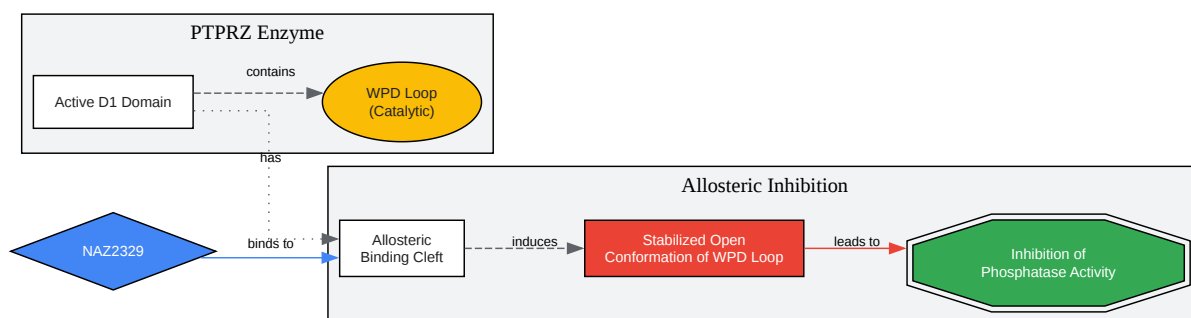 PTPRZ Enzyme
Active D1 Domain
contains
WPD Loop
(Catalytic)
has
Allosteric Inhibition
NAZ2329
binds to
Allosteric
Binding Cleft
induces
Stabilized Open
Conformation of WPD Loop
leads to
Inhibition of
Phosphatase Activity